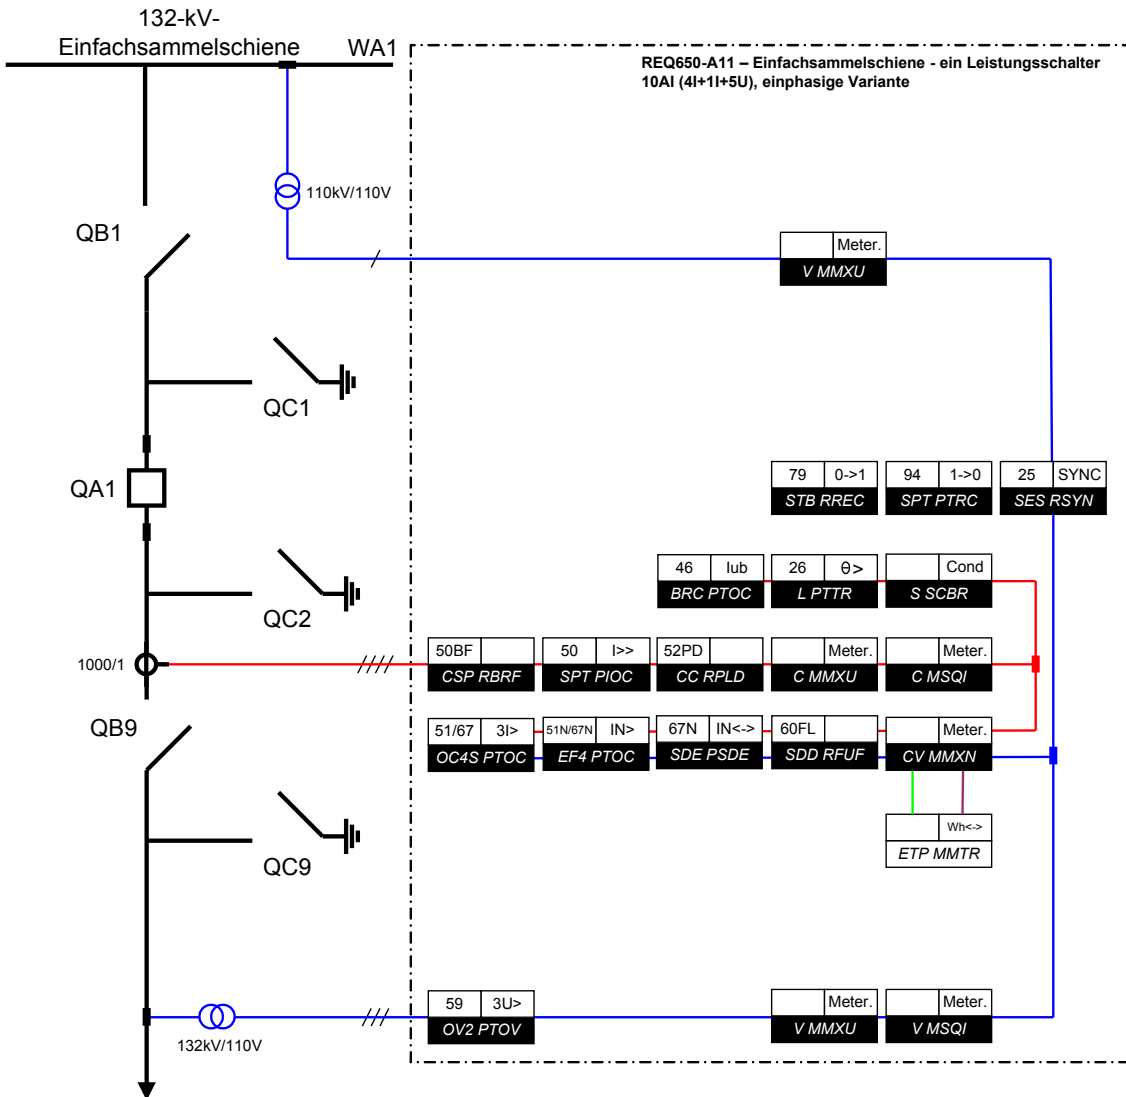 132-kV-
Einfachsammelschiene
WA1
REQ650-A11 – Einfachsammelschiene - ein Leistungsschalter
10AI (4I+1I+5U), einphasige Variante
110kV/110V
QB1
Meter.
V MMXU
QC1
QA1
79 0->1
STB RREC
94 1->0
SPT PTRC
25 SYNC
SES RSYN
QC2
46 Iub
BRC PTOC
26 θ>
L PTTR
Cond
S SCBR
1000/1
50BF
CSP RBRF
50 I>>
SPT PIOC
52PD
CC RPLD
Meter.
C MMXU
Meter.
C MSQI
QB9
51/67 3I>
OC4S PTOC
51N/67N IN>
EF4 PTOC
67N IN<->
SDE PSDE
60FL
SDD RFUF
Meter.
CV MMXN
QC9
Wh<->
ETP MMTR
132kV/110V
59 3U>
OV2 PTOV
Meter.
V MMXU
Meter.
V MSQI